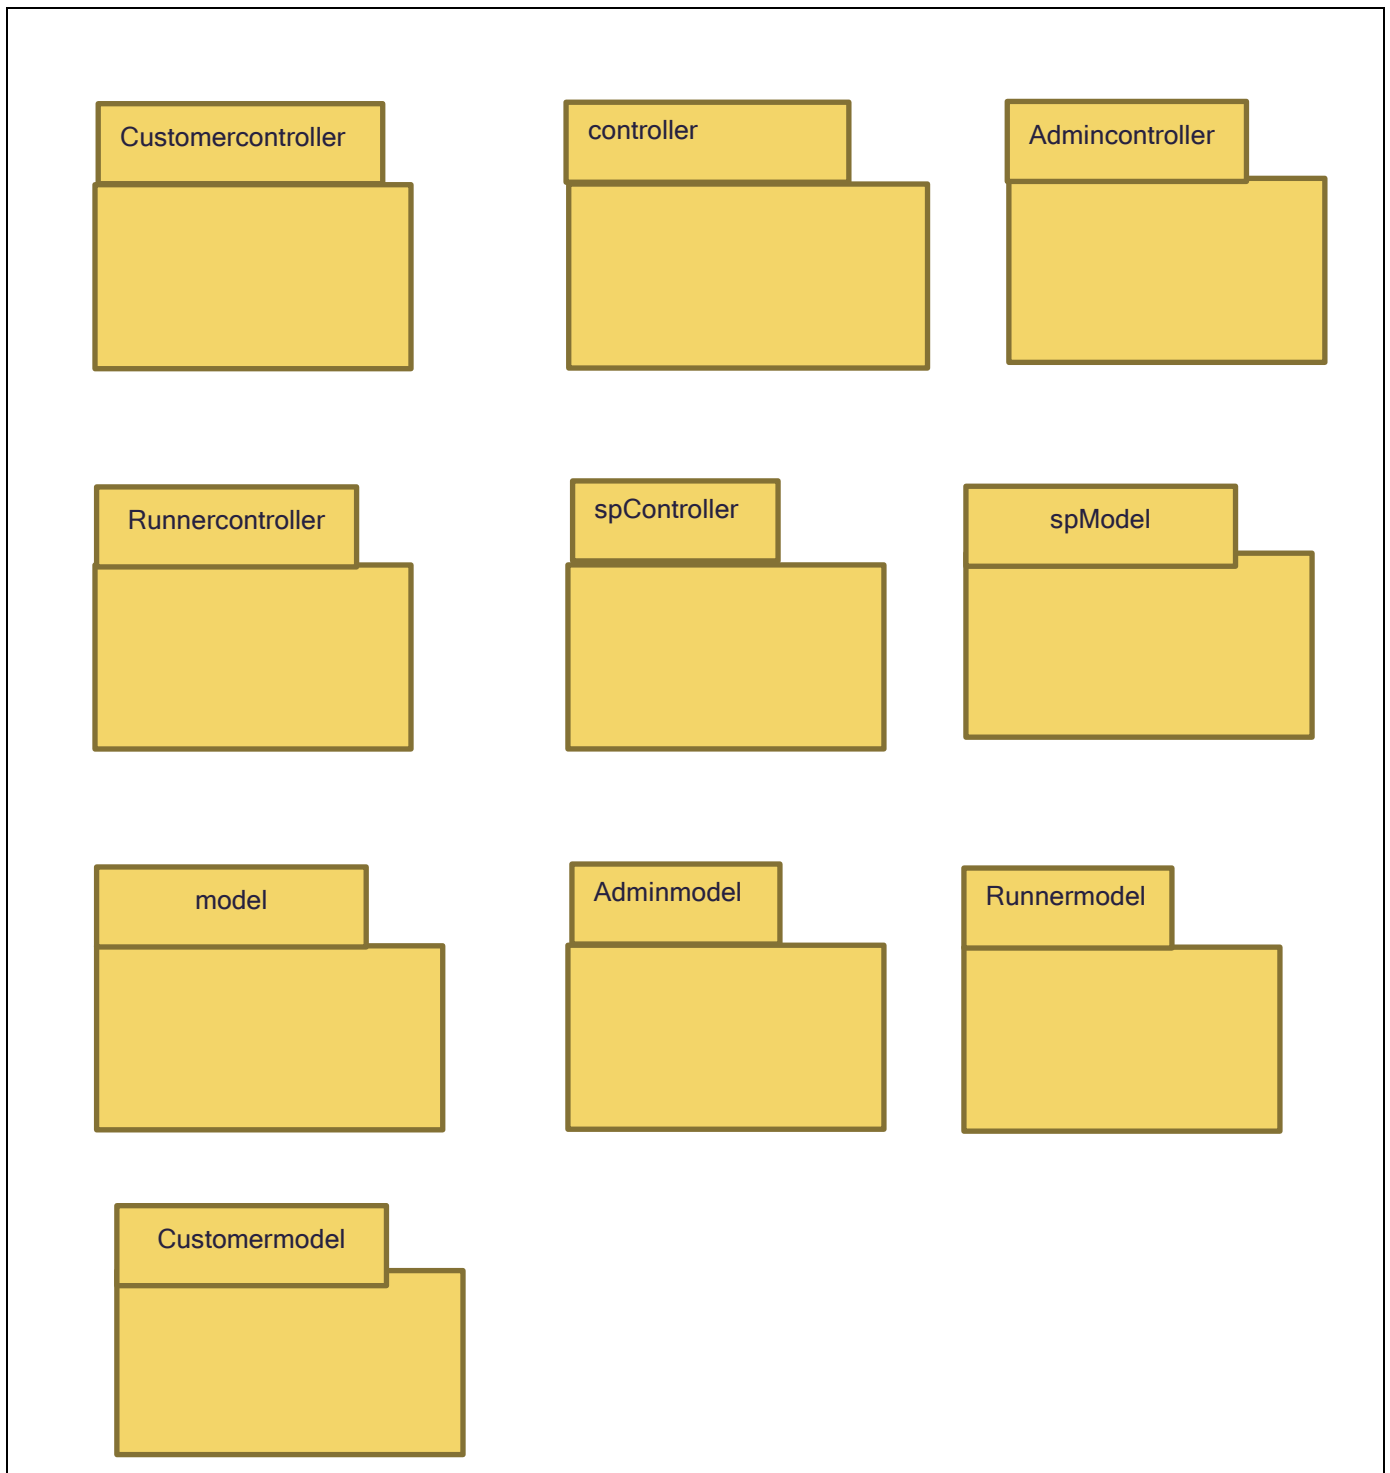 Customercontroller
controller
Admincontroller
Runnercontroller
spController
spModel
model
Adminmodel
Runnermodel
Customermodel